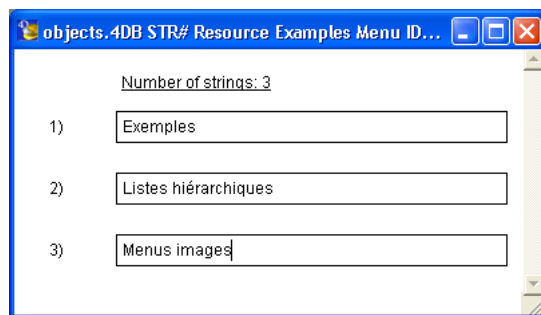 objects.4DB STR# Resource Examples Menu ID...
Number of strings: 3
1) Exemples
2) Listes hiérarchiques
3) Menus images